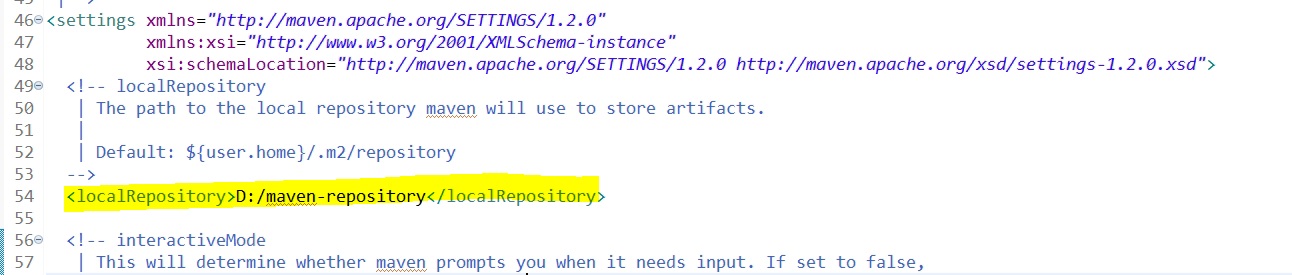 46 <settings xmlns="http://maven.apache.org/SETTINGS/1.2.0"
47 xmlns:xsi="http://www.w3.org/2001/XMLSchema-instance"
48 xsi:schemaLocation="http://maven.apache.org/SETTINGS/1.2.0 http://maven.apache.org/xsd/settings-1.2.0.xsd">
49 <!-- localRepository
50 | The path to the local repository maven will use to store artifacts.
51 |
52 | Default: ${user.home}/.m2/repository
53 -->
54 <localRepository>D:/maven-repository</localRepository>
55
56 <!-- interactiveMode
57 | This will determine whether maven prompts you when it needs input. If set to false,